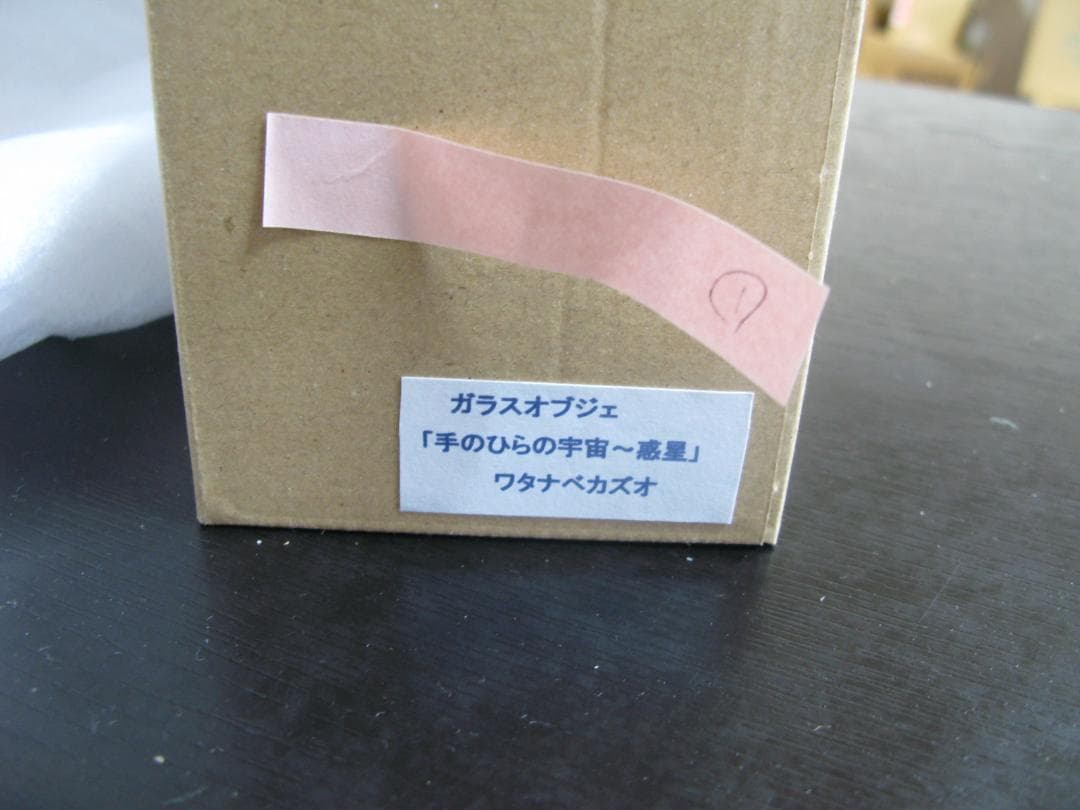 ①
ガラスオブジェ
「手のひらの宇宙～惑星」
ワタナベカズオ